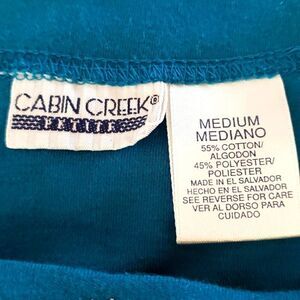 CABIN CREEK®
MEDIUM
MEDIANO
55% COTTON/
ALGODON
45% POLYESTER/
POLIESTER
MADE IN EL SALVADOR
HECHO EN EL SALVADOR
SEE REVERSE FOR CARE
VER AL DORSO PARA
CUIDADO